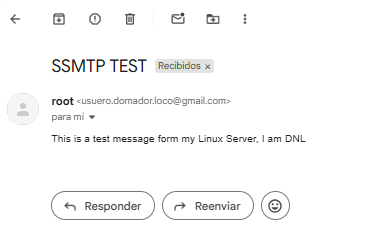 SSMTP TEST Recibidos ×
root <usuero.domador.loco@gmail.com>
para mí
This is a test message form my Linux Server, I am DNL
Responder Reenviar